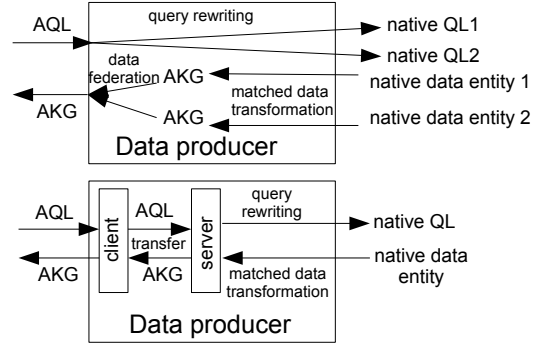 AQL
query rewriting
native QL1
native QL2
data
federation
AKG
native data entity 1
AKG
matched data
transformation
AKG
native data entity 2
Data producer
AQL
client
AQL
server
query
rewriting
native QL
transfer
AKG
AKG
matched data
transformation
native data
entity
Data producer